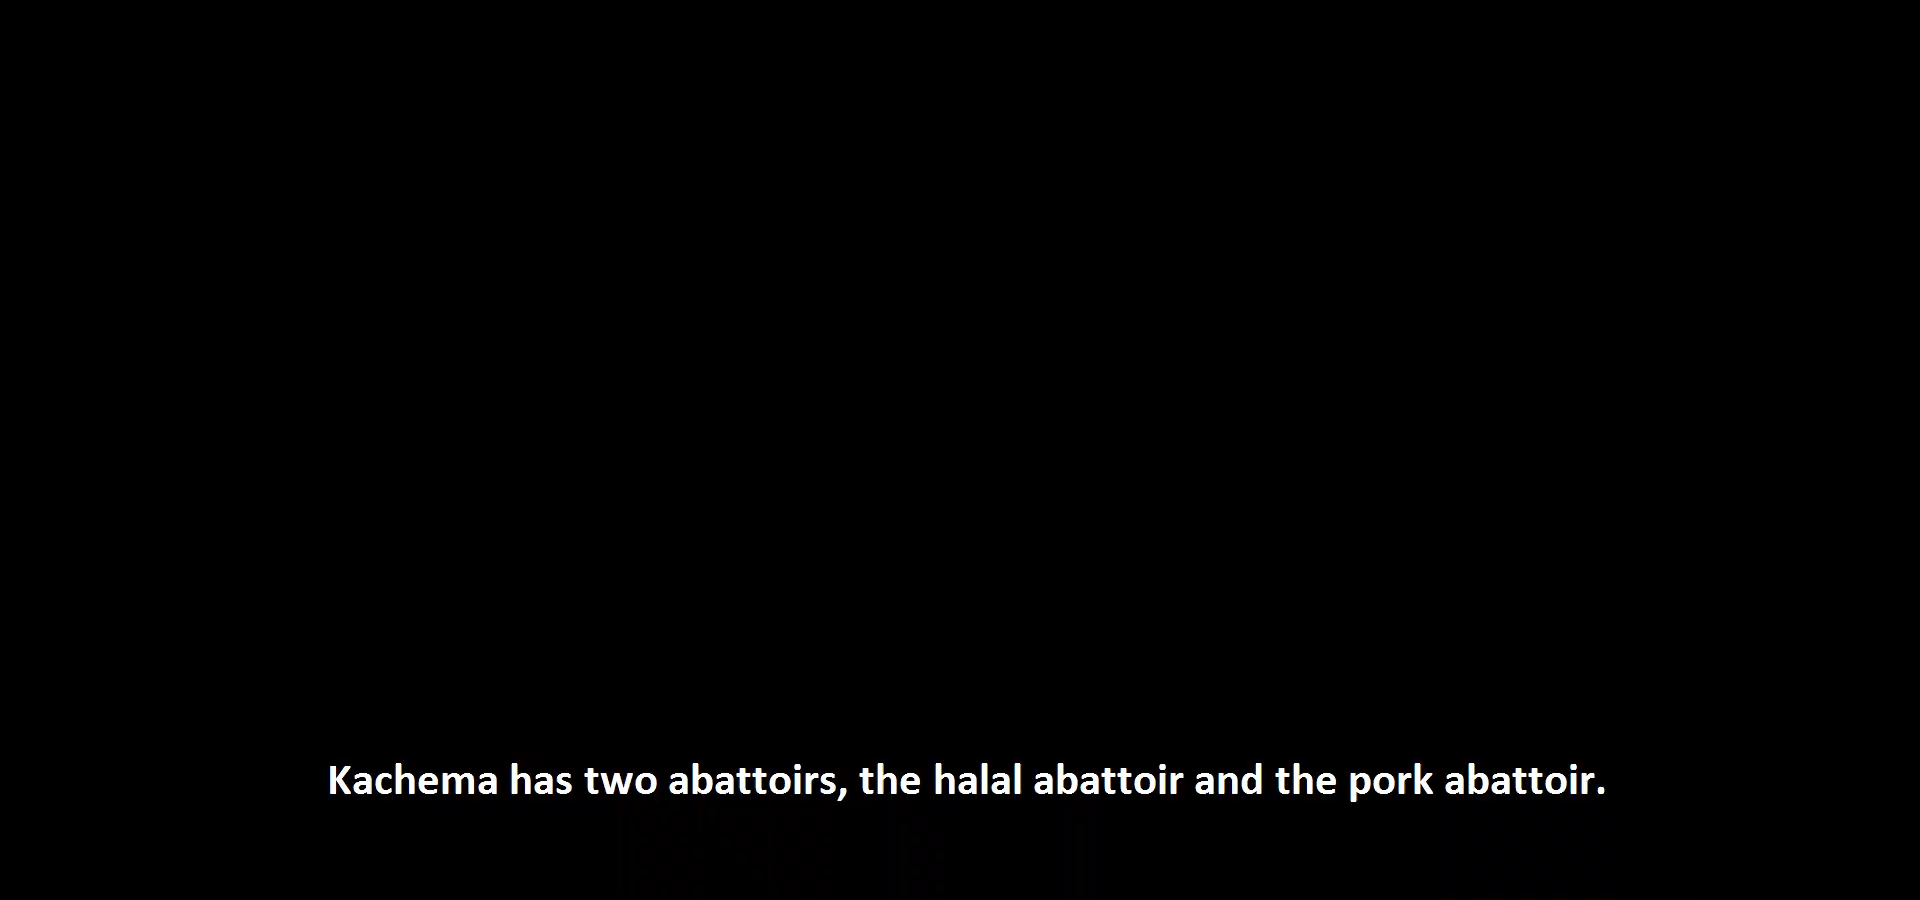 Kachema has two abattoirs, the halal abattoir and the pork abattoir.